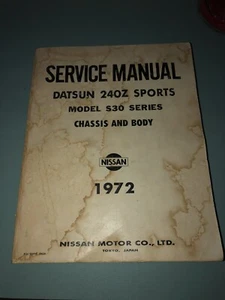 SERVICE MANUAL
DATSUN 240Z SPORTS
MODEL S30 SERIES
CHASSIS AND BODY
NISSAN
1972
NISSAN MOTOR CO., LTD.
TOKYO, JAPAN